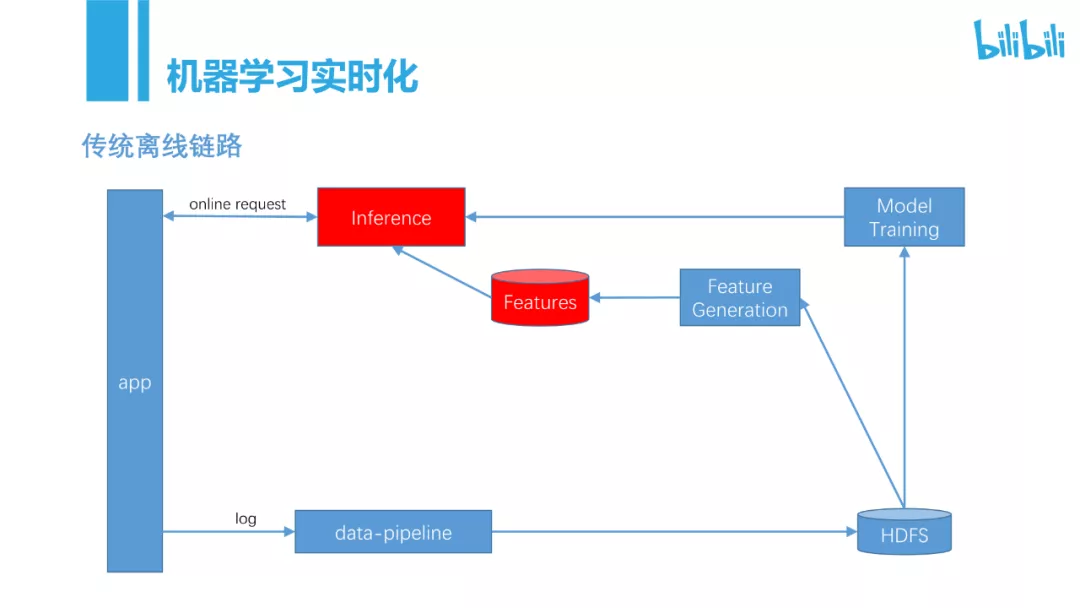 bilibili
机器学习实时化
传统离线链路
online request
Inference
Model
Training
Features
Feature
Generation
app
log
data-pipeline
HDFS